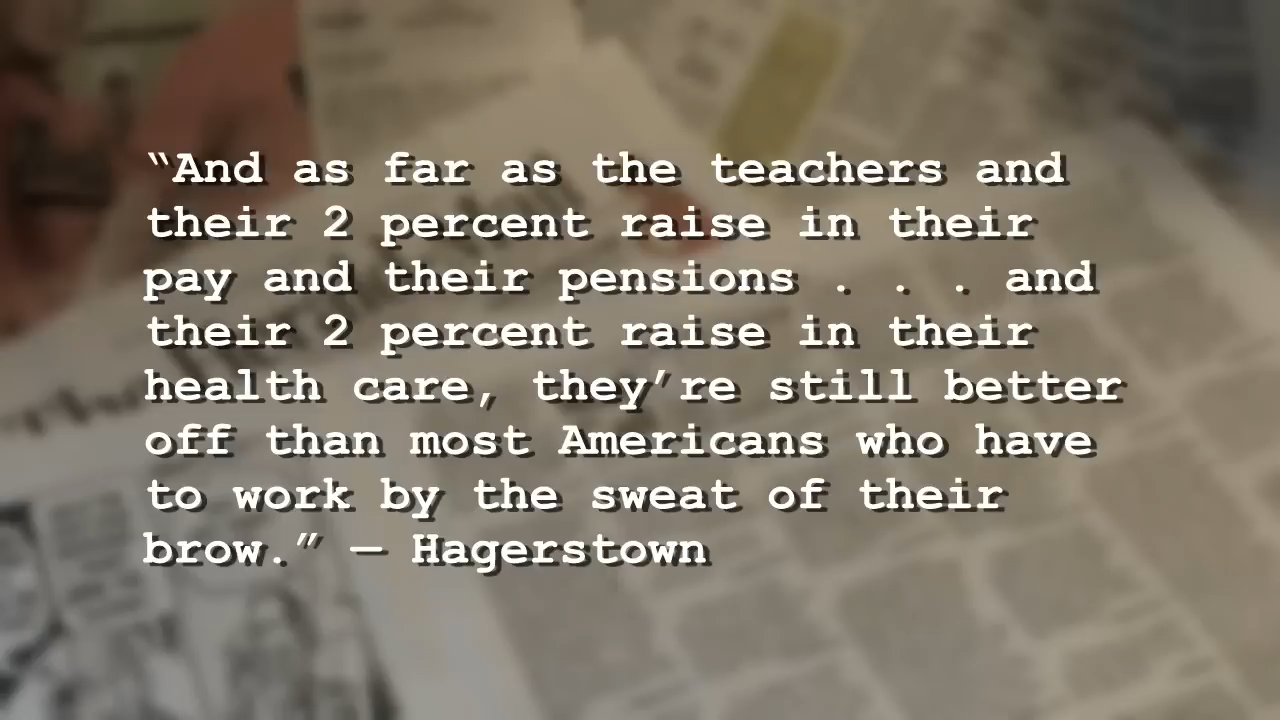 “And as far as the teachers and
their 2 percent raise in their
pay and their pensions . . . and
their 2 percent raise in their
health care, they’re still better
off than most Americans who have
to work by the sweat of their
brow.” — Hagerstown